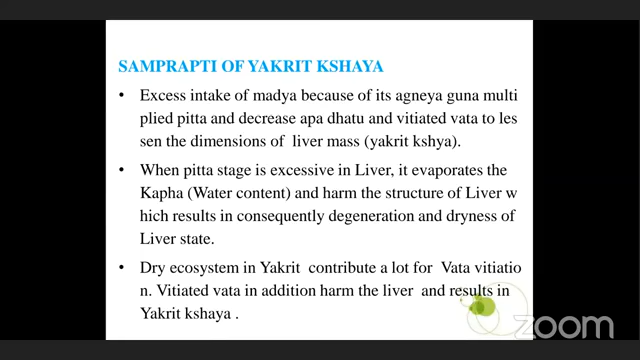 SAMPRAPTI OF YAKRIT KSHAYA
• Excess intake of madya because of its agneya guna multi
plied pitta and decrease apa dhatu and vitiated vata to les
sen the dimensions of liver mass (yakrit kshya).
• When pitta stage is excessive in Liver, it evaporates the
Kapha (Water content) and harm the structure of Liver w
hich results in consequently degeneration and dryness of
Liver state.
• Dry ecosystem in Yakrit contribute a lot for Vata vitiatio
n. Vitiated vata in addition harm the liver and results in
Yakrit kshaya .
zoom